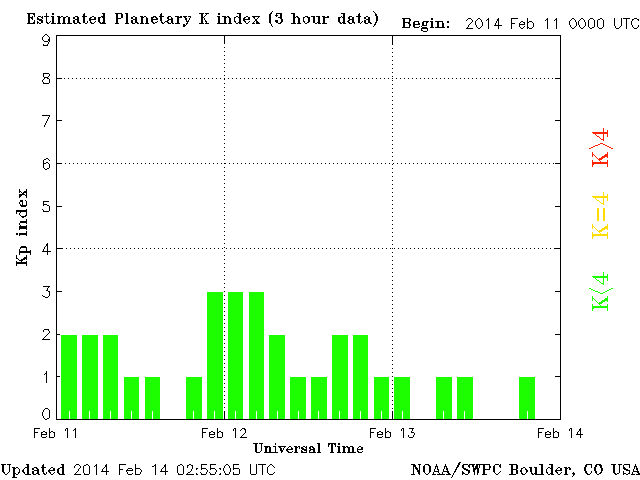 Estimated Planetary K index (3 hour data) Begin: 2014 Feb 11 0000 UTC
9
8
7
6
5
4
3
2
1
0
Kp index
K>4
K=4
K<4
Feb 11 Feb 12 Feb 13 Feb 14
Universal Time
Updated 2014 Feb 14 02:55:05 UTC NOAA/SWPC Boulder, CO USA